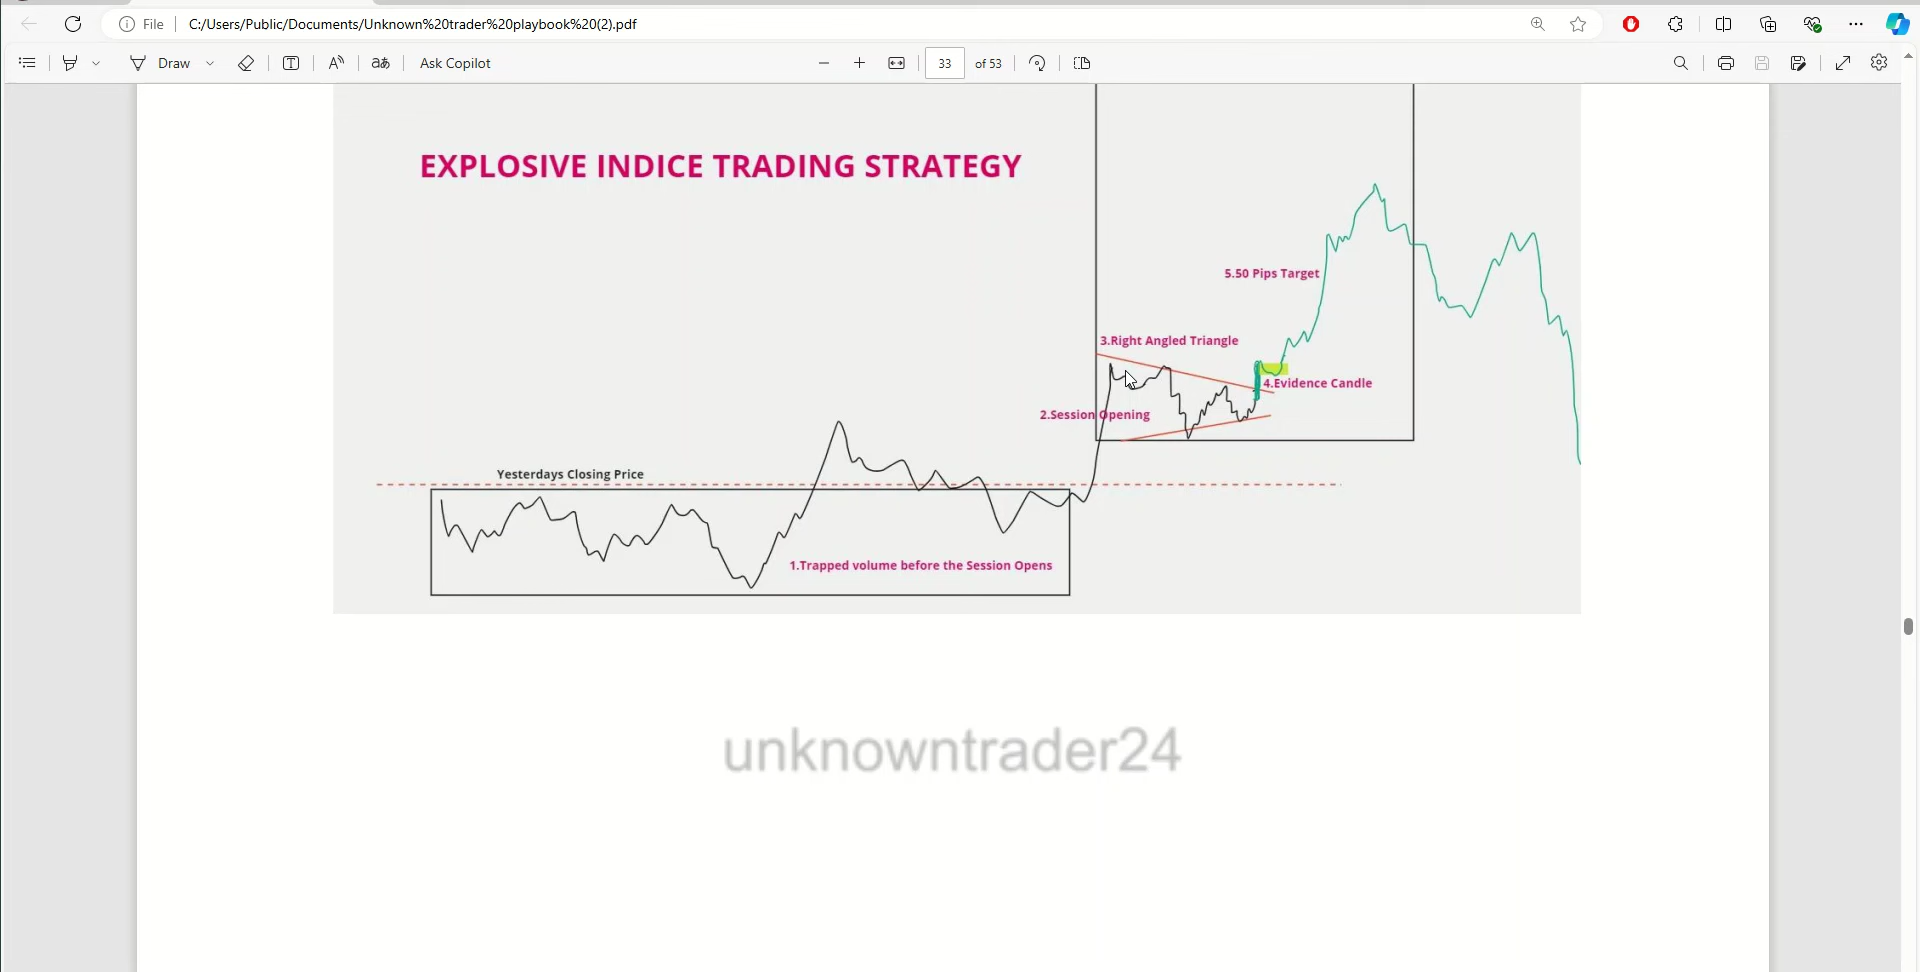 File
C:/Users/Public/Documents/Unknown%20trader%20playbook%20(2).pdf
Draw
T
A
aあ
Ask Copilot
33
of 53
EXPLOSIVE INDICE TRADING STRATEGY
5.50 Pips Target
3.Right Angled Triangle
4.Evidence Candle
2.Session Opening
Yesterdays Closing Price
1.Trapped volume before the Session Opens
unknowntrader24